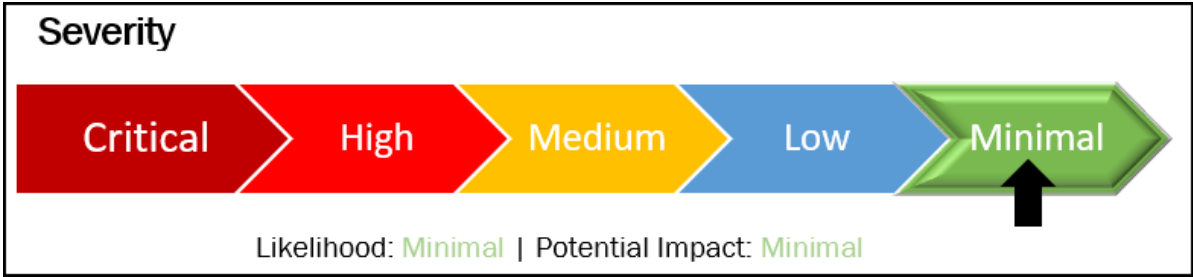 Severity
Critical High Medium Low Minimal
Likelihood: Minimal | Potential Impact: Minimal